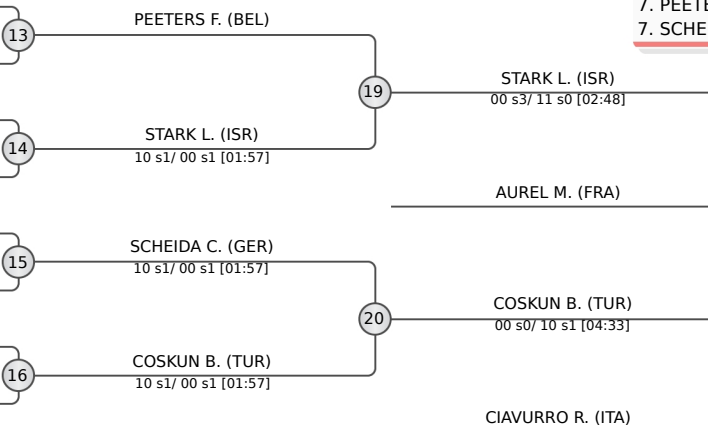 7. PEETE
7. SCHE
13
PEETERS F. (BEL)
19
STARK L. (ISR)
00 s3/ 11 s0 [02:48]
14
STARK L. (ISR)
10 s1/ 00 s1 [01:57]
AUREL M. (FRA)
15
SCHEIDA C. (GER)
10 s1/ 00 s1 [01:57]
20
COSKUN B. (TUR)
00 s0/ 10 s1 [04:33]
16
COSKUN B. (TUR)
10 s1/ 00 s1 [01:57]
CIAVURRO R. (ITA)